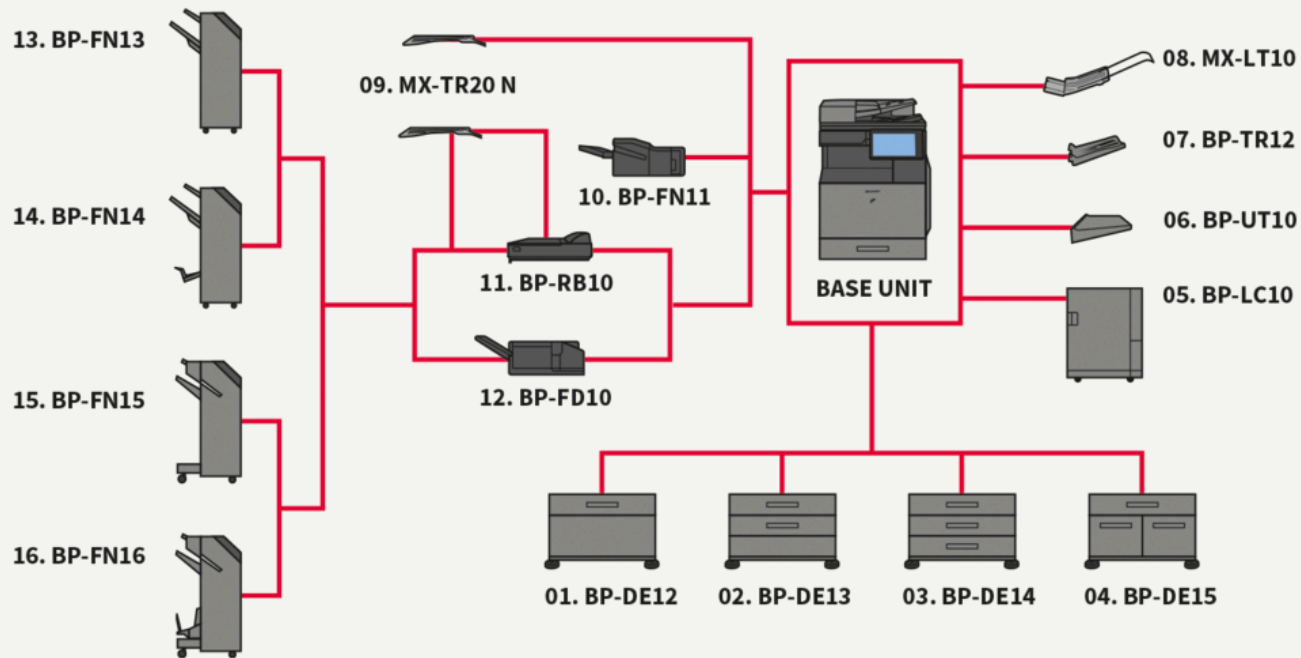 13. BP-FN13
09. MX-TR20 N
08. MX-LT10
07. BP-TR12
14. BP-FN14
10. BP-FN11
06. BP-UT10
11. BP-RB10
BASE UNIT
05. BP-LC10
15. BP-FN15
12. BP-FD10
16. BP-FN16
01. BP-DE12
02. BP-DE13
03. BP-DE14
04. BP-DE15